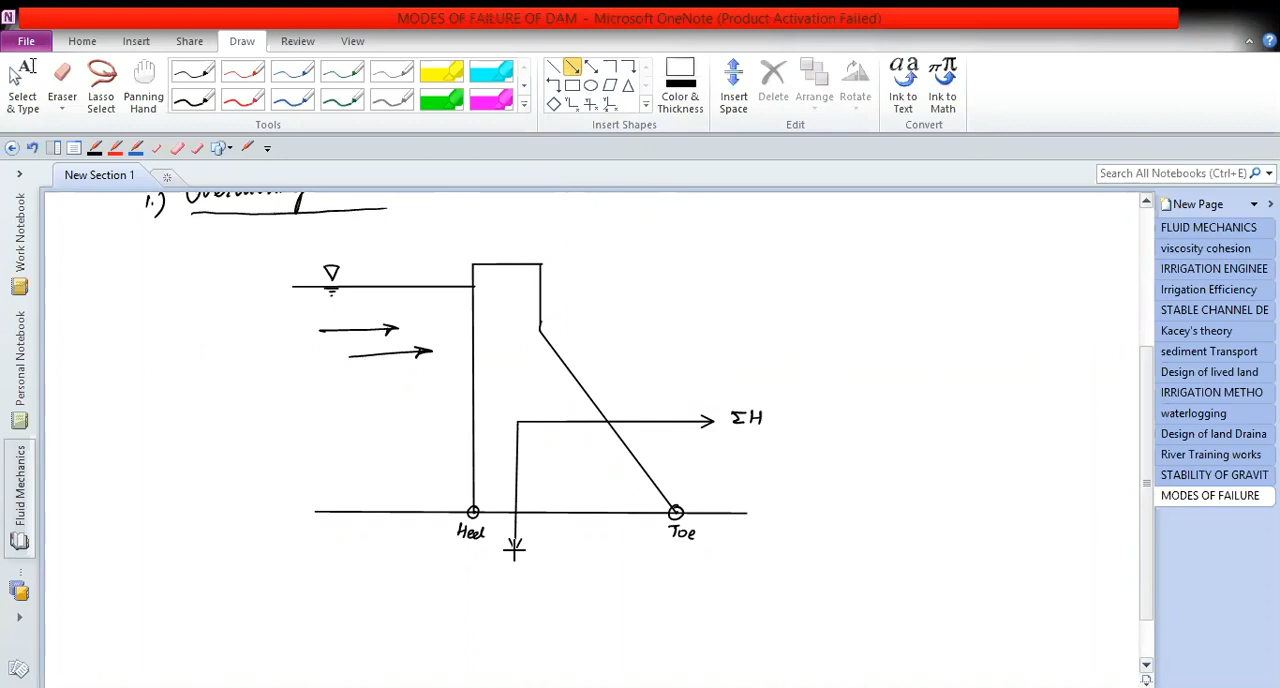 MODES OF FAILURE OF DAM - Microsoft OneNote (Product Activation Failed)
File Home Insert Share Draw Review View
Select & Type
Eraser
Lasso Select
Panning Hand
Color & Thickness
Insert Space
Delete
Arrange
Rotate
Ink to Text
Ink to Math
Tools
Insert Shapes
Edit
Convert
New Section 1
Search All Notebooks (Ctrl+E)
Work Notebook
Personal Notebook
Fluid Mechanics
New Page
FLUID MECHANICS
viscosity cohesion
IRRIGATION ENGINEE
Irrigation Efficiency
STABLE CHANNEL DE
Kacey's theory
sediment Transport
Design of lived land
IRRIGATION METHO
waterlogging
Design of land Draina
River Training works
STABILITY OF GRAVIT
MODES OF FAILURE
1.)
ΣH
Heel
Toe